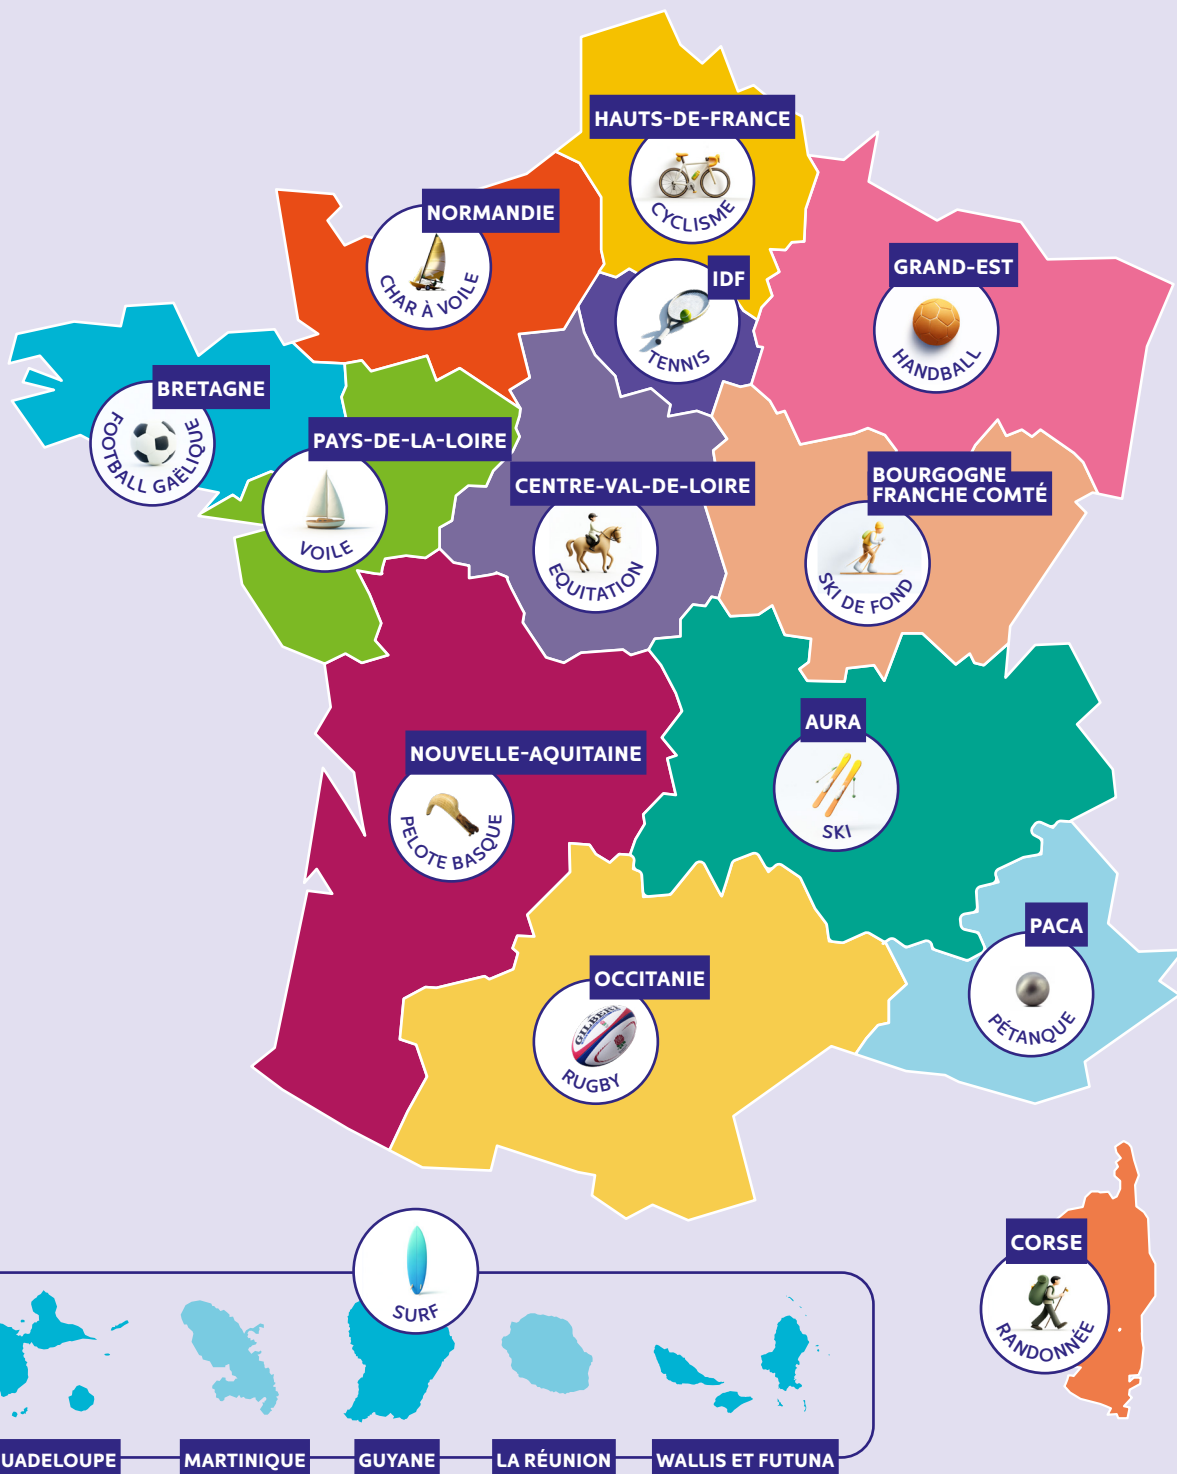 HAUTS-DE-FRANCE
CYCLISME
NORMANDIE
CHAR À VOILE
IDF
TENNIS
GRAND-EST
HANDBALL
BRETAGNE
FOOTBALL GAËLIQUE
PAYS-DE-LA-LOIRE
VOILE
CENTRE-VAL-DE-LOIRE
EQUITATION
BOURGOGNE
FRANCHE COMTÉ
SKI DE FOND
AURA
SKI
NOUVELLE-AQUITAINE
PELOTE BASQUE
PACA
PÉTANQUE
OCCITANIE
GILBERT
RUGBY
CORSE
RANDONNÉE
SURF
UADELOUPE
MARTINIQUE
GUYANE
LA RÉUNION
WALLIS ET FUTUNA